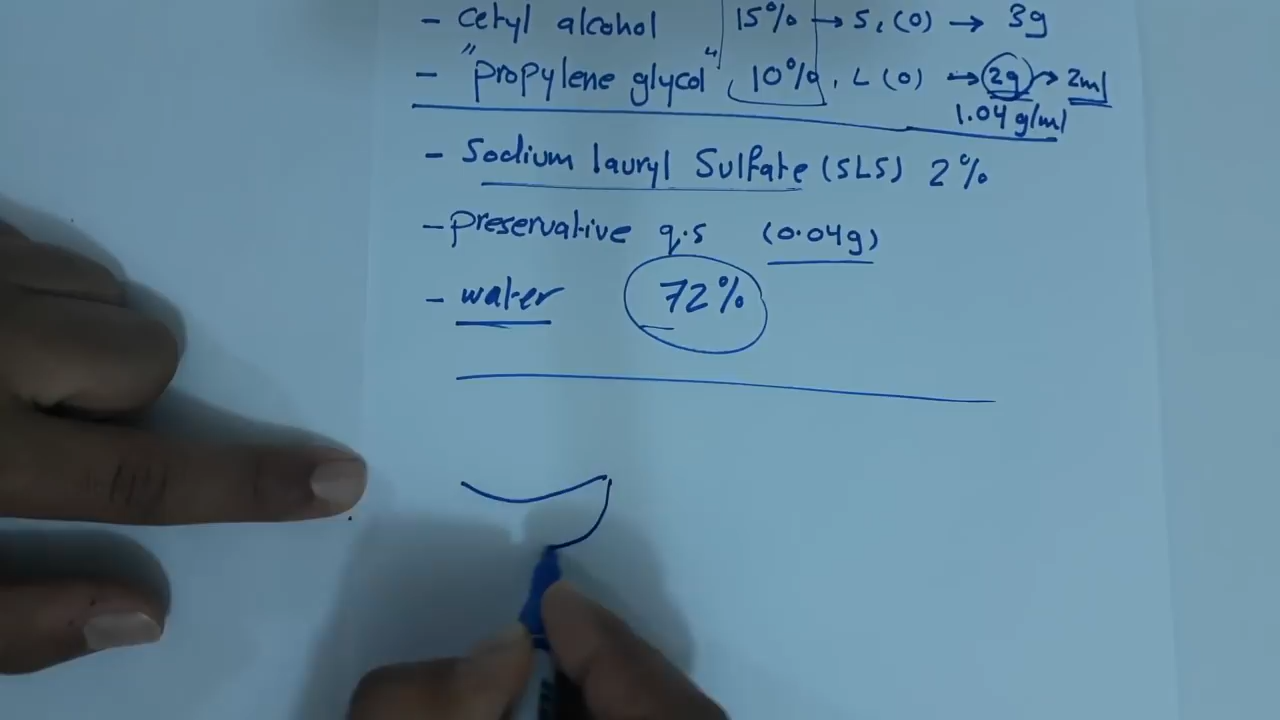 - cetyl alcohol 15% → S, (O) → 3g
- "propylene glycol" 10%, L (O) → 2g → 2ml
1.04 g/ml
- Sodium lauryl Sulfate (SLS) 2%
- preservative q.s (0.04g)
- water 72%